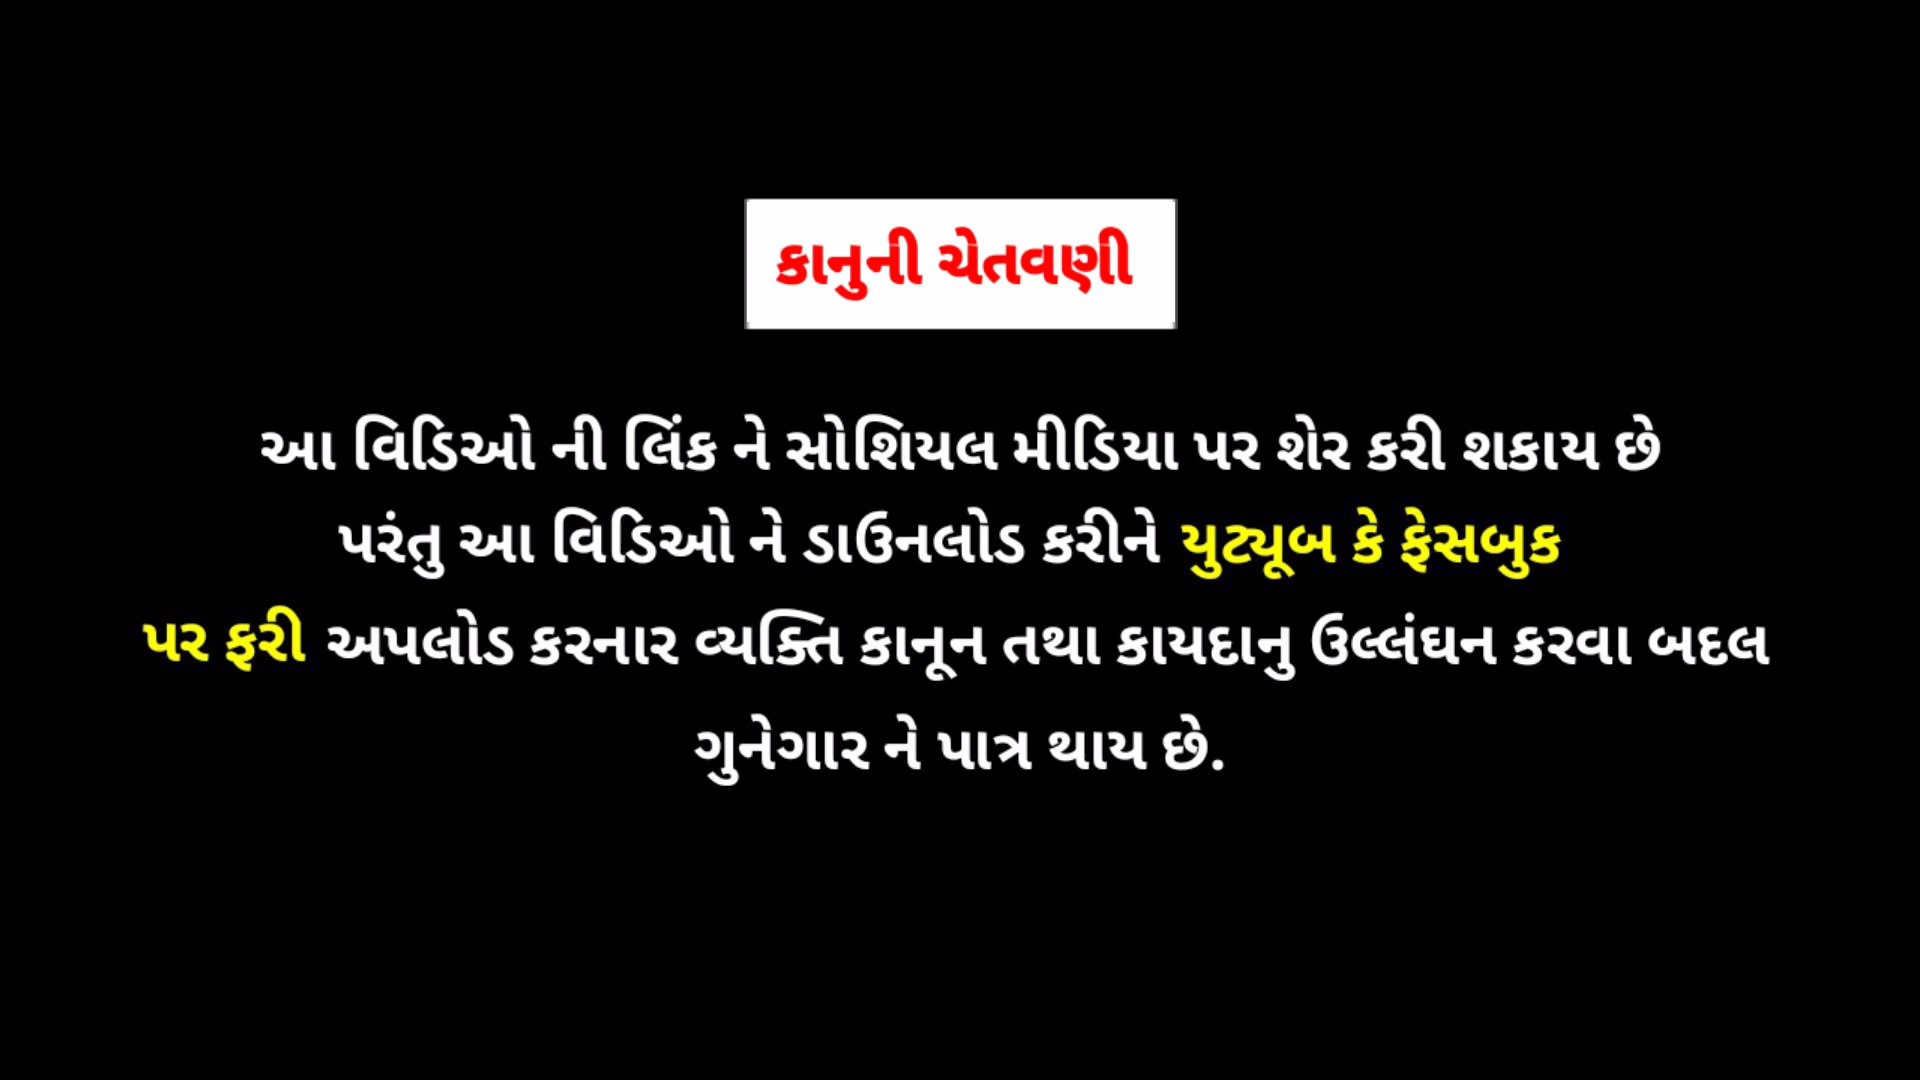 કાનુની ચેતવણી
આ વિડિઓ ની લિંક ને સોશિયલ મીડિયા પર શેર કરી શકાય છે
પરંતુ આ વિડિઓ ને ડાઉનલોડ કરીને યુટ્યૂબ કે ફેસબુક
પર ફરી અપલોડ કરનાર વ્યક્તિ કાનૂન તથા કાયદાનુ ઉલ્લંઘન કરવા બદલ
ગુનેગાર ને પાત્ર થાય છે.